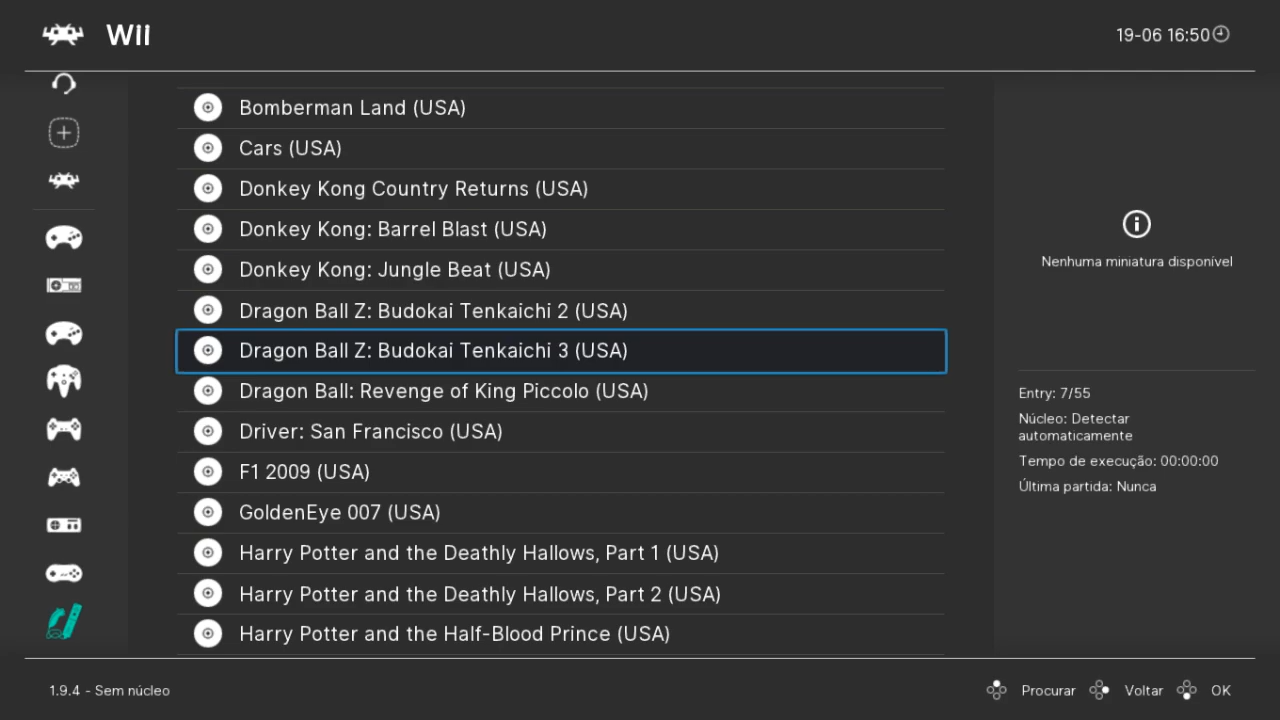 Wii
19-06 16:50
Bomberman Land (USA)
Cars (USA)
Donkey Kong Country Returns (USA)
Donkey Kong: Barrel Blast (USA)
Donkey Kong: Jungle Beat (USA)
Dragon Ball Z: Budokai Tenkaichi 2 (USA)
Dragon Ball Z: Budokai Tenkaichi 3 (USA)
Dragon Ball: Revenge of King Piccolo (USA)
Driver: San Francisco (USA)
F1 2009 (USA)
GoldenEye 007 (USA)
Harry Potter and the Deathly Hallows, Part 1 (USA)
Harry Potter and the Deathly Hallows, Part 2 (USA)
Harry Potter and the Half-Blood Prince (USA)
Nenhuma miniatura disponível
Entry: 7/55
Núcleo: Detectar
automaticamente
Tempo de execução: 00:00:00
Última partida: Nunca
1.9.4 - Sem núcleo
Procurar
Voltar
OK